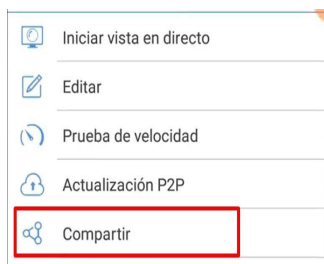 Iniciar vista en directo
Editar
Prueba de velocidad
Actualización P2P
Compartir